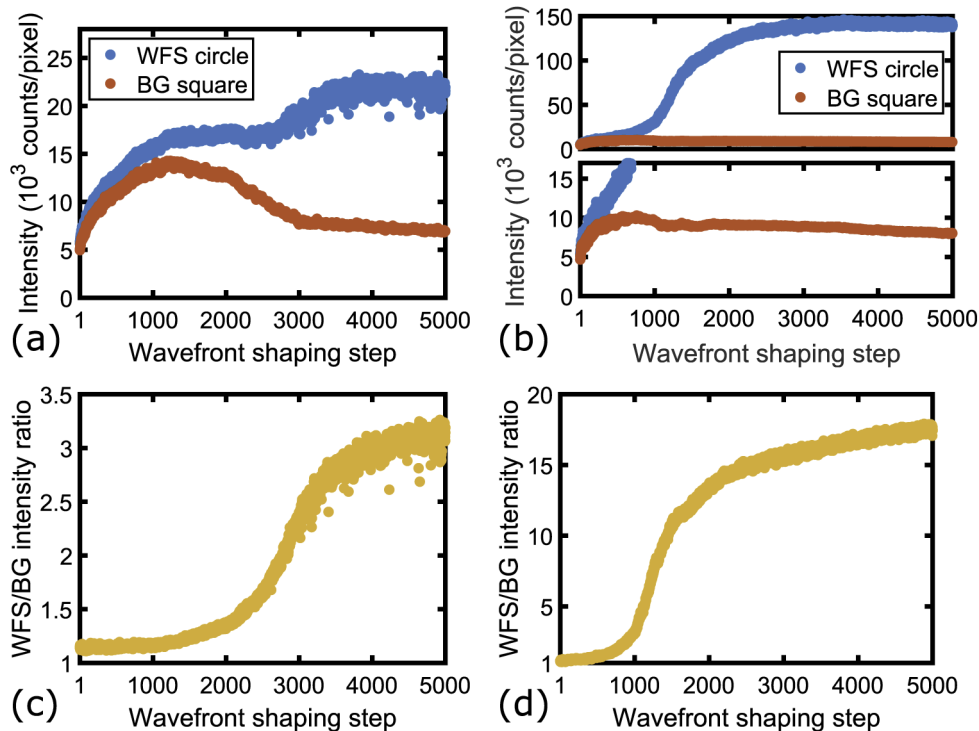 25
20
15
10
5
0
Intensity (10³ counts/pixel)
WFS circle
BG square
1 1000 2000 3000 4000 5000
(a) Wavefront shaping step
150
100
50
0
15
10
5
0
Intensity (10³ counts/pixel)
WFS circle
BG square
1 1000 2000 3000 4000 5000
(b) Wavefront shaping step
3.5
3
2.5
2
1.5
1
WFS/BG intensity ratio
1 1000 2000 3000 4000 5000
(c) Wavefront shaping step
20
15
10
5
1
WFS/BG intensity ratio
1 1000 2000 3000 4000 5000
(d) Wavefront shaping step